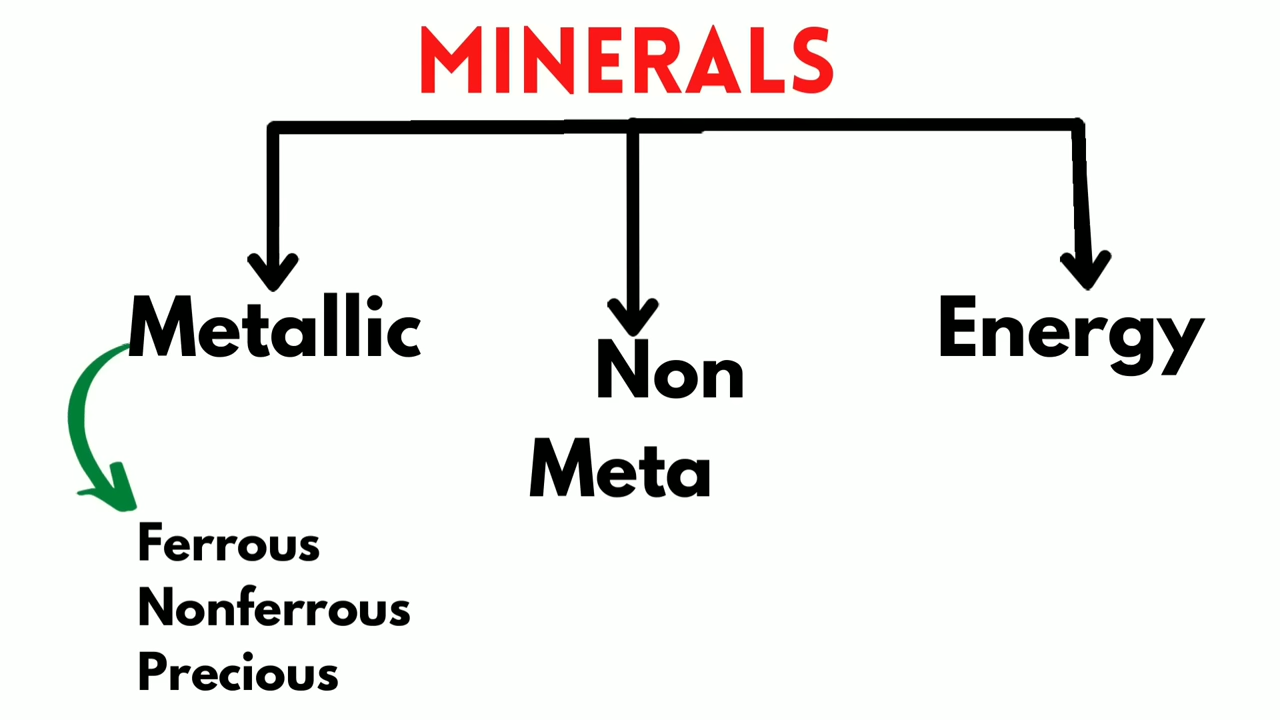 MINERALS
Metallic
Non
Meta
Energy
Ferrous
Nonferrous
Precious